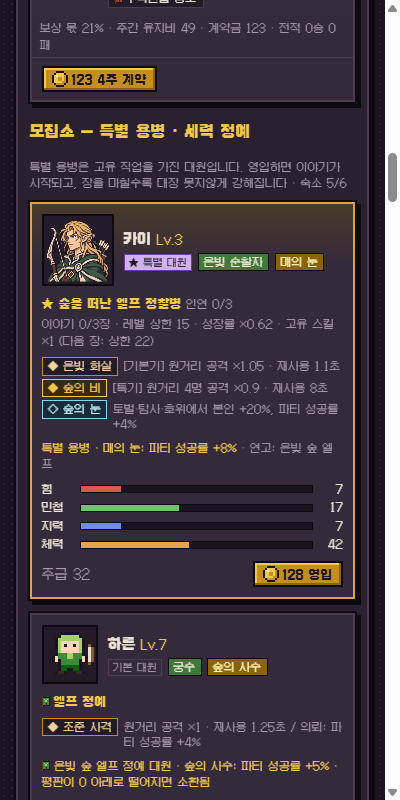 보상 몫 21% · 주간 유지비 49 · 계약금 123 · 전적 0승 0
패
123 4주 계약
모집소 — 특별 용병 · 세력 정예
특별 용병은 고유 직업을 가진 대원입니다. 영입하면 이야기가
시작되고, 장을 마칠수록 대장 못지않게 강해집니다 · 숙소 5/6
카이 Lv.3
★ 특별 대원 은빛 순찰자 매의 눈
★ 숲을 떠난 엘프 정찰병 인연 0/3
이야기 0/3장 · 레벨 상한 15 · 성장률 ×0.62 · 고유 스킬
×1 (다음 장: 상한 22)
◆ 은빛 화살 [기본기] 원거리 공격 ×1.05 · 재사용 1.1초
◆ 숲의 비 [특기] 원거리 4명 공격 ×0.9 · 재사용 8초
◇ 숲의 눈 토벌·탐사·호위에서 본인 +20%, 파티 성공률
+4%
특별 용병 · 매의 눈: 파티 성공률 +8% · 연고: 은빛 숲 엘
프
힘 7
민첩 17
지력 7
체력 42
주급 32
128 영입
하른 Lv.7
기본 대원 궁수 숲의 사수
엘프 정예
◆ 조준 사격 원거리 공격 ×1 · 재사용 1.25초 / 의뢰: 파
티 성공률 +4%
은빛 숲 엘프 정예 대원 · 숲의 사수: 파티 성공률 +5% ·
평판이 0 아래로 떨어지면 소환됨